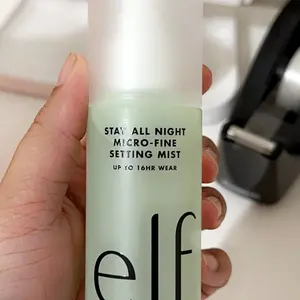 STAY ALL NIGHT
MICRO-FINE
SETTING MIST
UP TO 16HR WEAR
elf